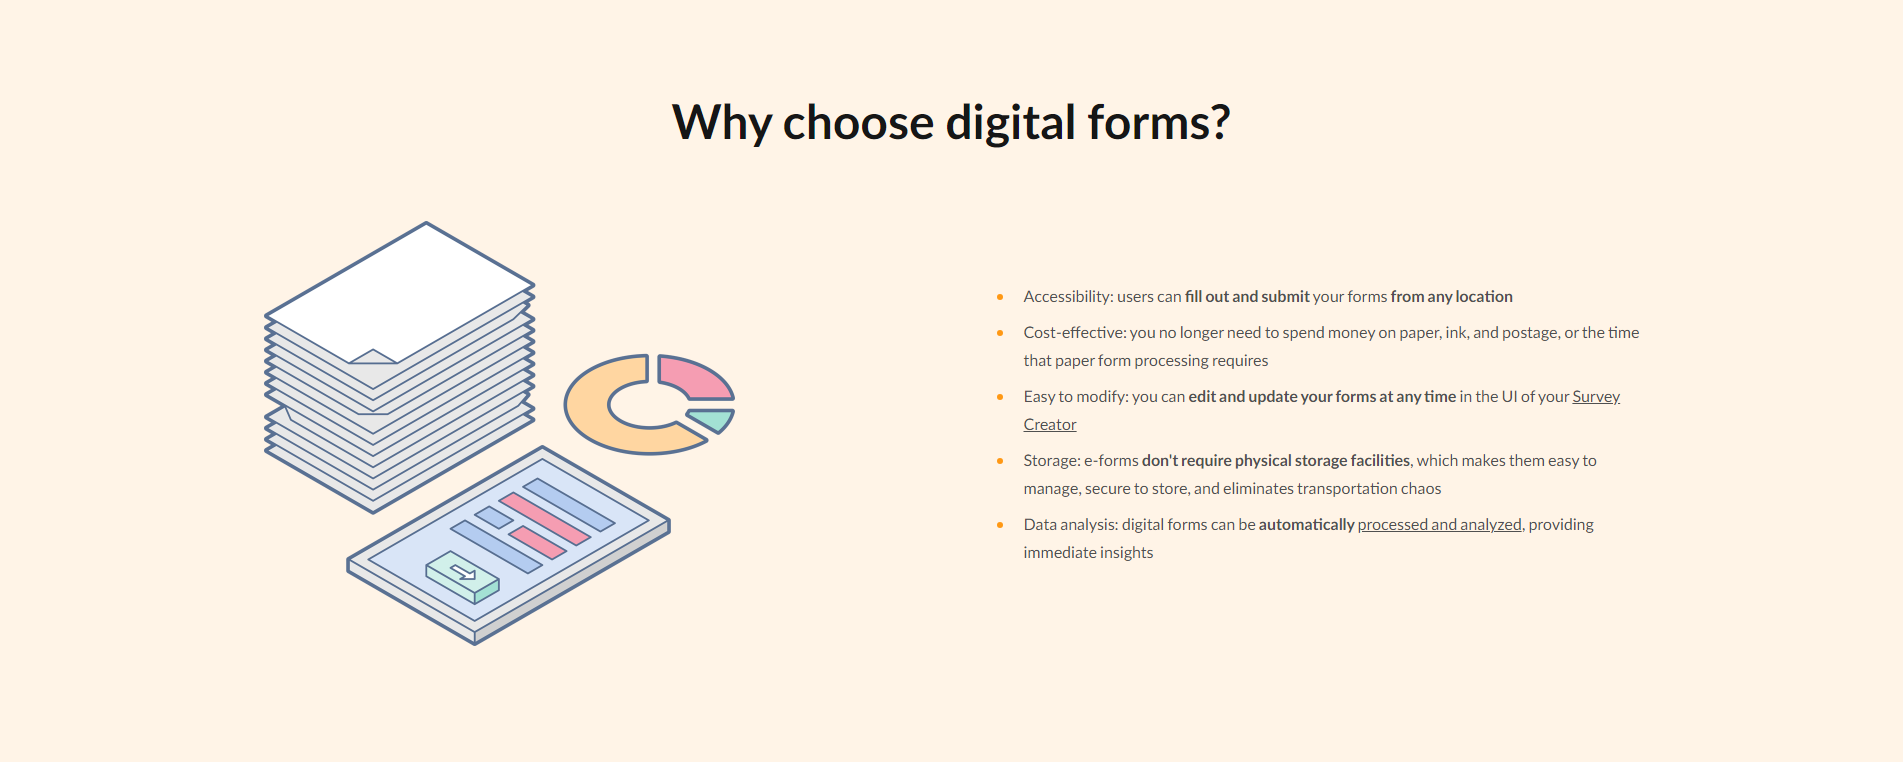 Why choose digital forms?
Accessibility: users can fill out and submit your forms from any location
Cost-effective: you no longer need to spend money on paper, ink, and postage, or the time
that paper form processing requires
Easy to modify: you can edit and update your forms at any time in the UI of your Survey
Creator
Storage: e-forms don't require physical storage facilities, which makes them easy to
manage, secure to store, and eliminates transportation chaos
Data analysis: digital forms can be automatically processed and analyzed, providing
immediate insights